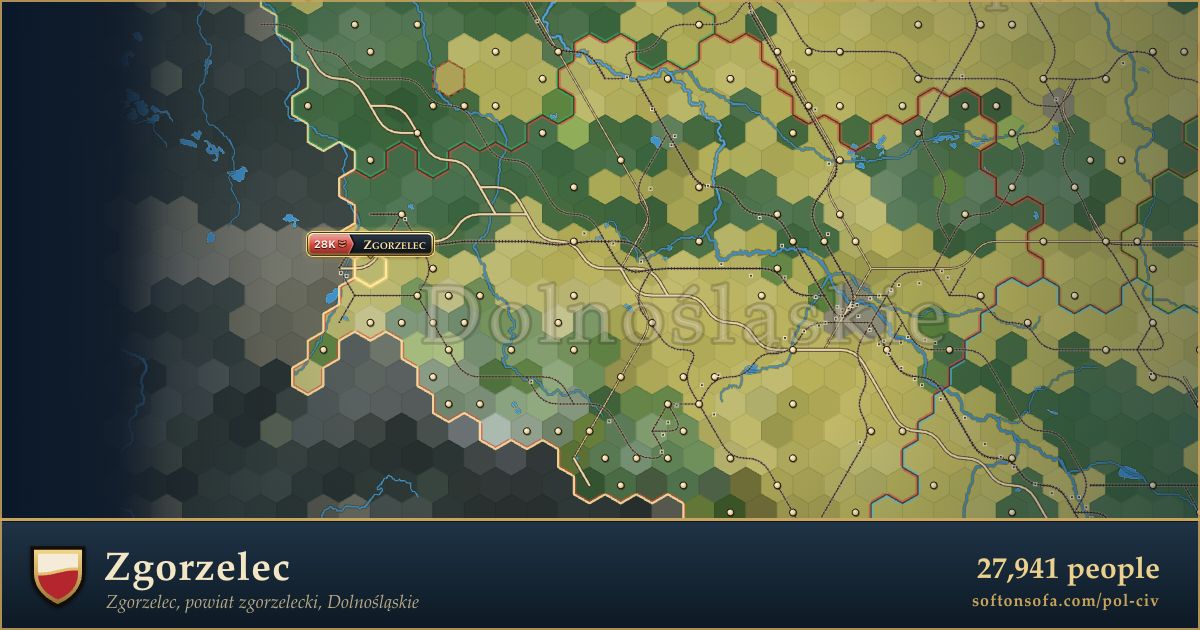 28K Zgorzelec
Dolnośląskie
Zgorzelec
Zgorzelec, powiat zgorzelecki, Dolnośląskie
27,941 people
softonsofa.com/pol-civ